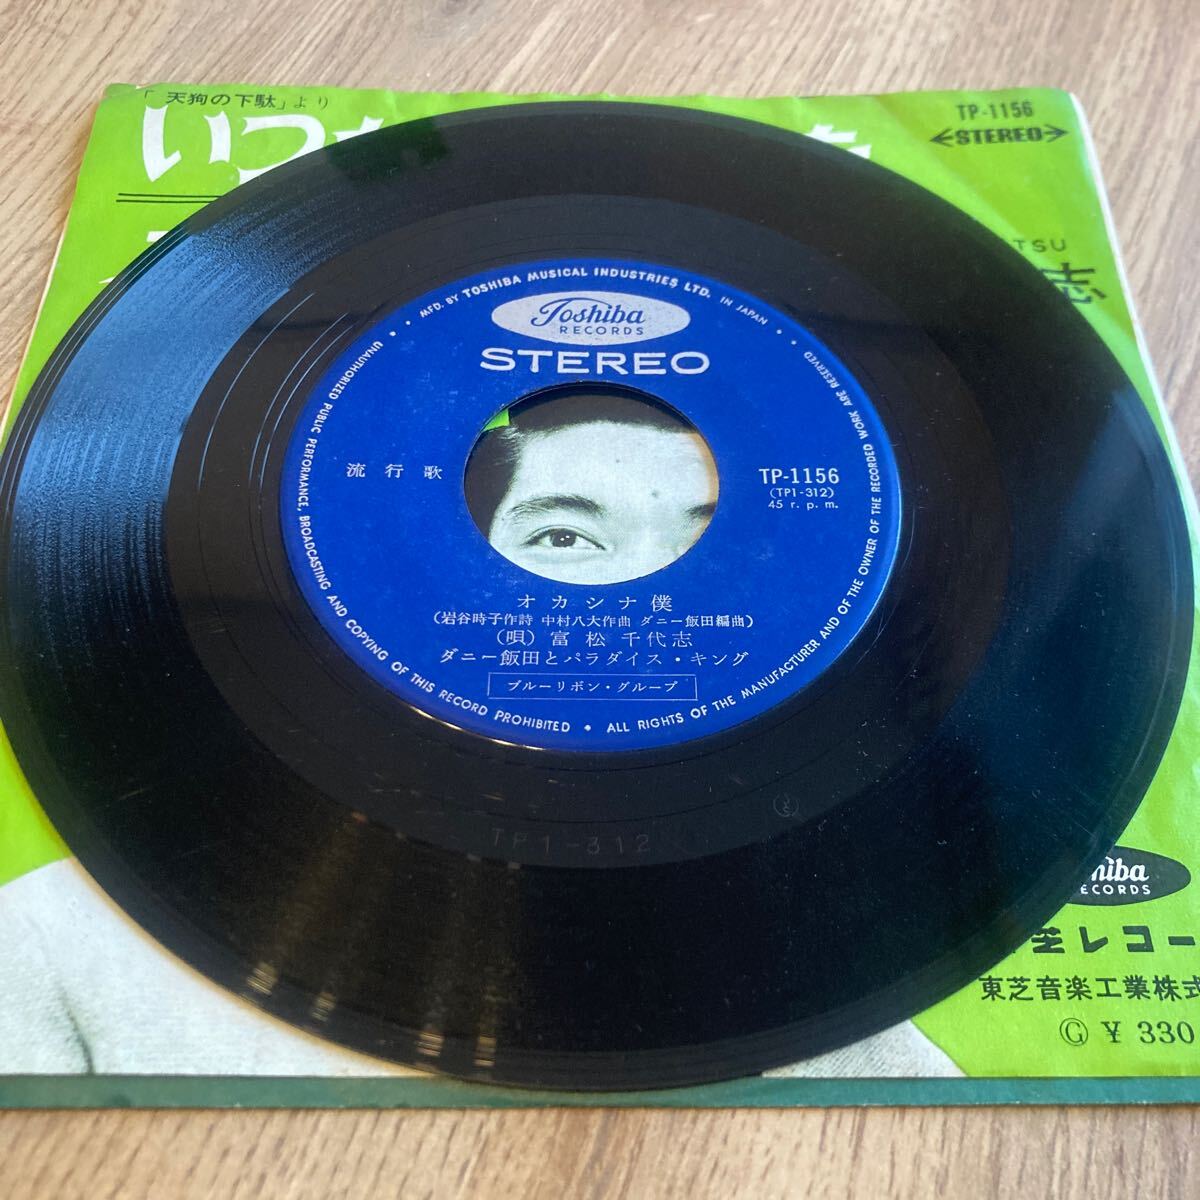 「天狗の下駄」より
いつ
TP-1156
STEREO
TSU
志
MFD. BY TOSHIBA MUSICAL INDUSTRIES LTD. IN JAPAN • ALL RIGHTS OF THE MANUFACTURER AND OF THE OWNER OF THE RECORDED WORK ARE RESERVED
UNAUTHORIZED PUBLIC PERFORMANCE, BROADCASTING AND COPYING OF THIS RECORD PROHIBITED
Toshiba
RECORDS
STEREO
流行歌
TP-1156
(TP1-312)
45 r.p.m.
オカシナ僕
(岩谷時子作詩 中村八大作曲 ダニー飯田編曲)
(唄) 富松千代志
ダニー飯田とパラダイス・キング
ブルーリボン・グループ
TP1-312
東芝音楽工業株式
Ⓖ ¥330